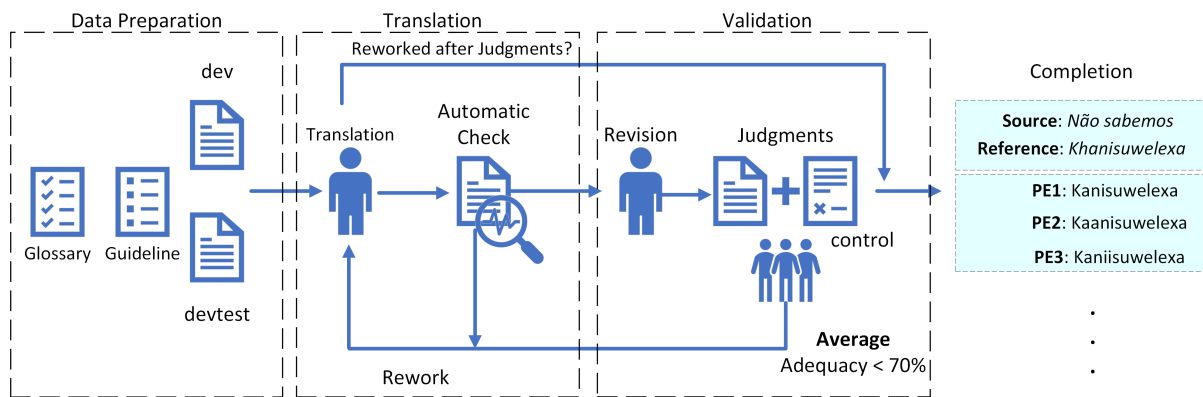 Data Preparation
Translation
Validation
Reworked after Judgments?
dev
Automatic
Check
Translation
Revision
Judgments
Completion
Source: Não sabemos
Reference: Khanisuwelexa
PE1: Kanisuwelexa
PE2: Kaanisuwelexa
PE3: Kaniisuwelexa
Glossary
Guideline
control
devtest
Average
Adequacy < 70%
Rework